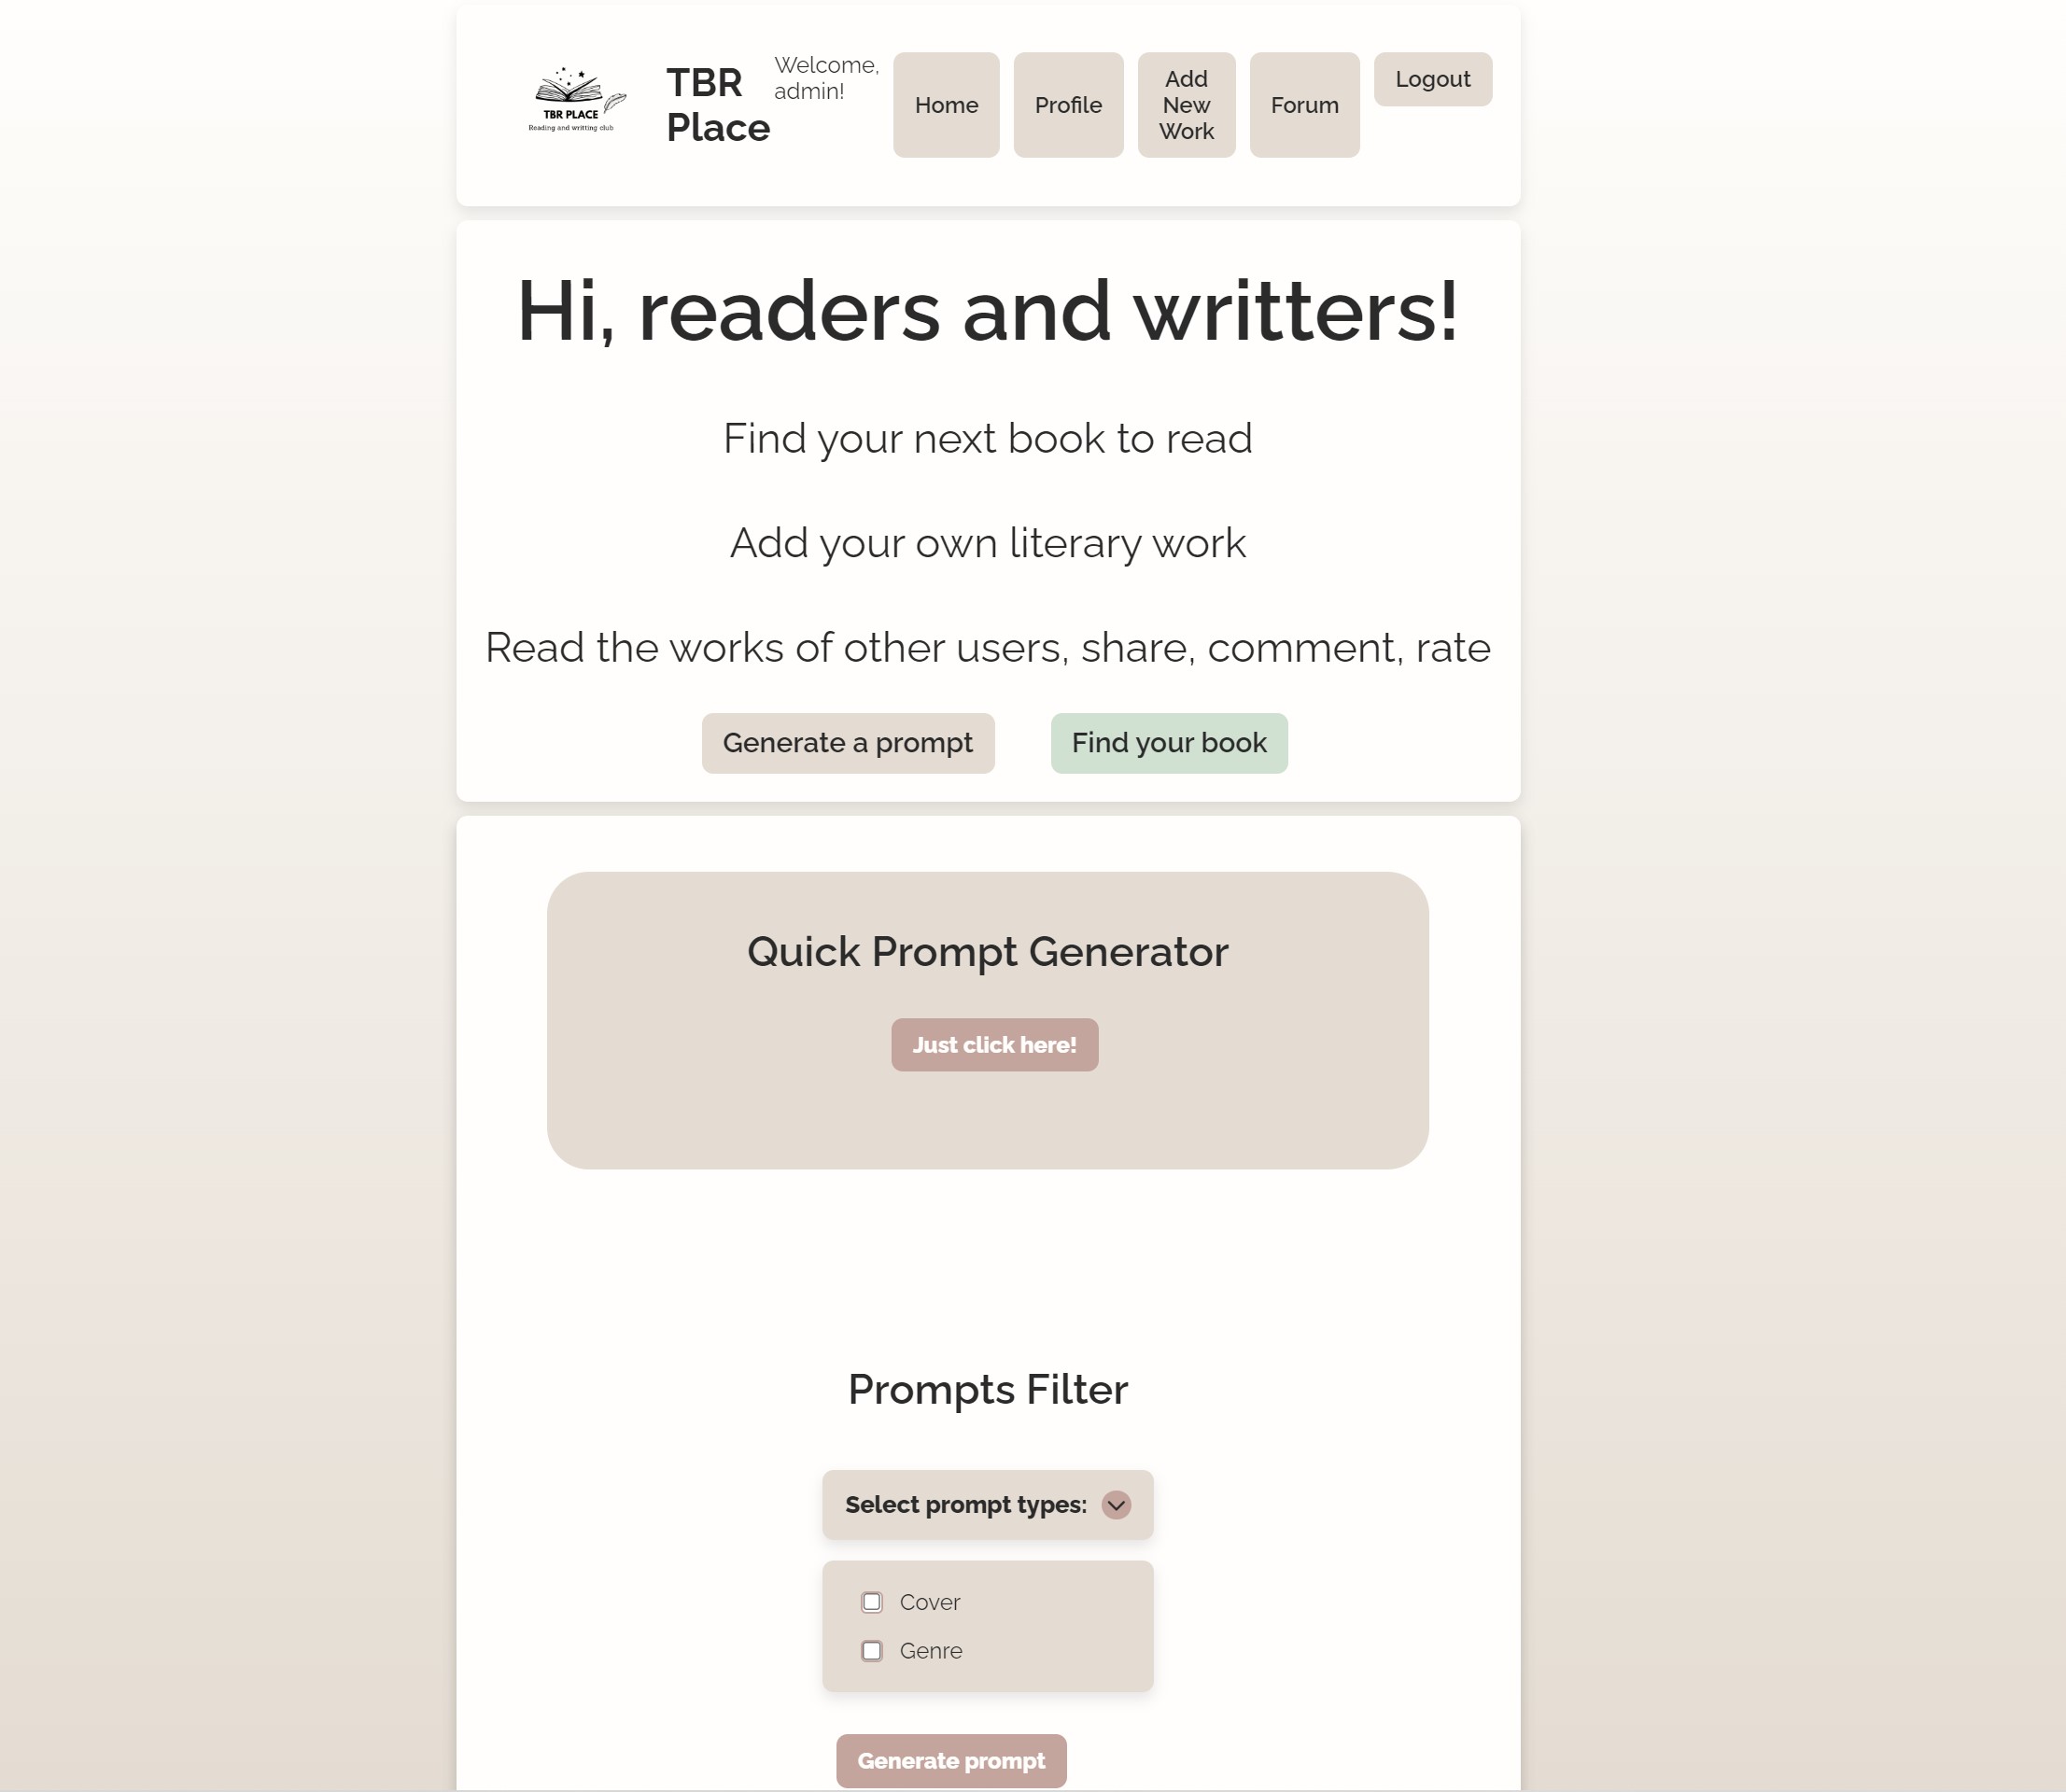 TBR PLACE
Reading and writting club
TBR
Place
Welcome,
admin!
Home
Profile
Add
New
Work
Forum
Logout
Hi, readers and writters!
Find your next book to read
Add your own literary work
Read the works of other users, share, comment, rate
Generate a prompt
Find your book
Quick Prompt Generator
Just click here!
Prompts Filter
Select prompt types:
Cover
Genre
Generate prompt